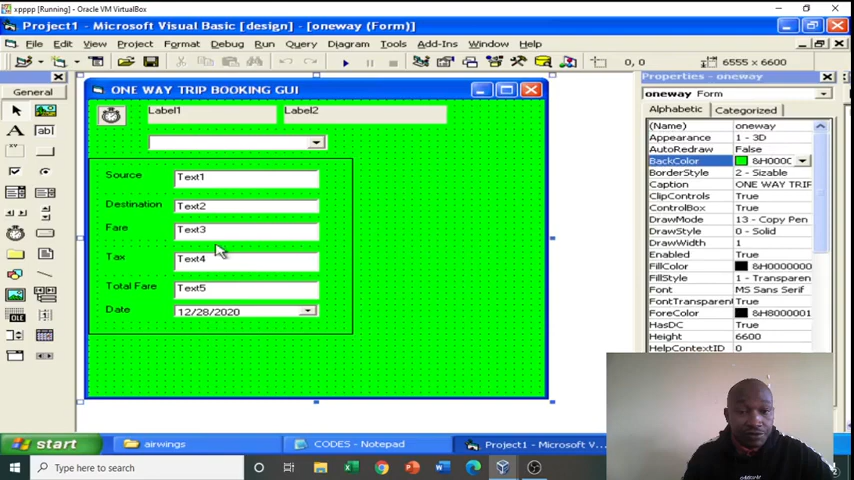 xpppp [Running] - Oracle VM VirtualBox
Project1 - Microsoft Visual Basic [design] - [oneway (Form)]
File Edit View Project Format Debug Run Query Diagram Tools Add-Ins Window Help
0, 0 6555 x 6600
General
ONE WAY TRIP BOOKING GUI
Label1 Label2
Source Text1
Destination Text2
Fare Text3
Tax Text4
Total Fare Text5
Date 12/28/2020
Properties - oneway
oneway Form
Alphabetic Categorized
(Name) oneway
Appearance 1 - 3D
AutoRedraw False
BackColor &H0000
BorderStyle 2 - Sizable
Caption ONE WAY TRIP
ClipControls True
ControlBox True
DrawMode 13 - Copy Pen
DrawStyle 0 - Solid
DrawWidth 1
Enabled True
FillColor &H0000000
FillStyle 1 - Transparen
Font MS Sans Serif
FontTransparent True
ForeColor &H8000001
HasDC True
Height 6600
HelpContextID 0
start airwings CODES - Notepad Project1 - Microsoft V...
Type here to search